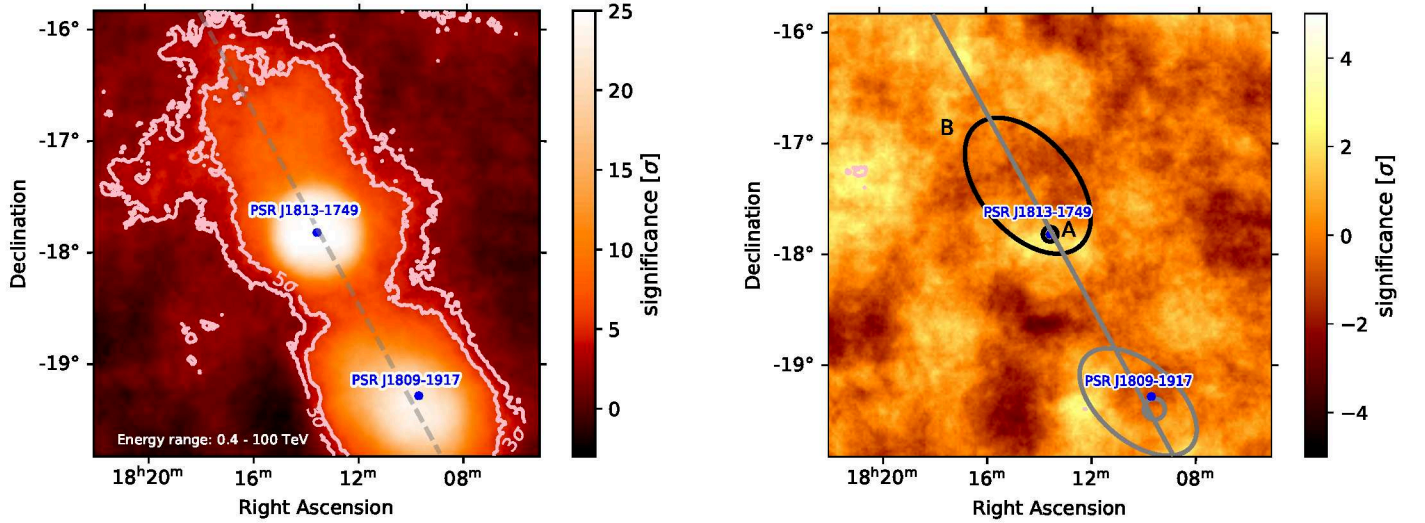 -16°
-17°
-18°
-19°
Declination
PSR J1813-1749
5σ
PSR J1809-1917
5σ
3σ
Energy range: 0.4 - 100 TeV
18ʰ20ᵐ
16ᵐ
12ᵐ
08ᵐ
Right Ascension
25
20
15
10
5
0
significance [σ]
-16°
-17°
-18°
-19°
Declination
B
PSR J1813-1749
A
PSR J1809-1917
18ʰ20ᵐ
16ᵐ
12ᵐ
08ᵐ
Right Ascension
4
2
0
−2
−4
significance [σ]